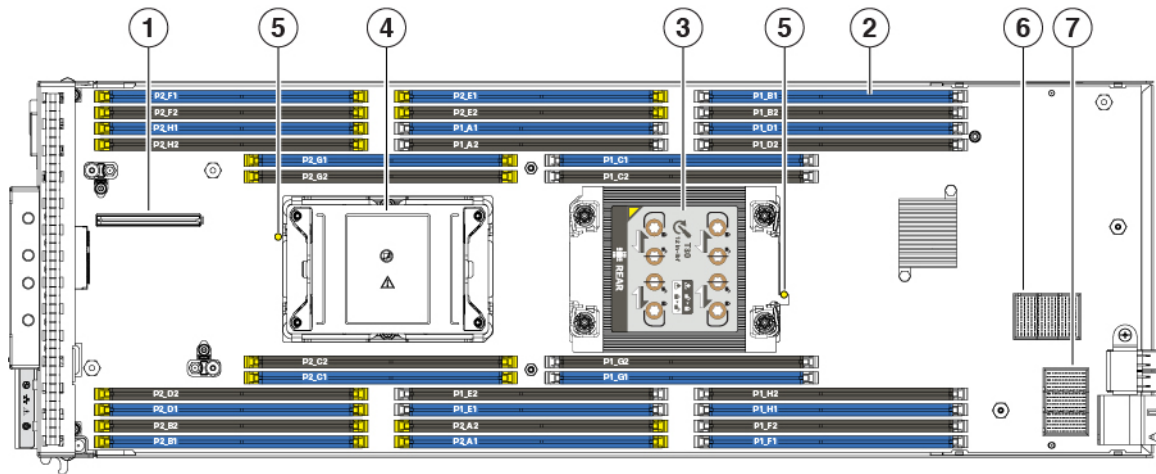 1 5 4 3 5 2 6 7
P2_F1 P2_E1 P1_B1
P2_F2 P2_E2 P1_B2
P2_H1 P1_A1 P1_D1
P2_H2 P1_A2 P1_D2
P2_G1 P1_C1
P2_G2 P1_C2
T30
REAR
P2_C2 P1_G2
P2_C1 P1_G1
P2_D2 P1_E2 P1_H2
P2_D1 P1_E1 P1_H1
P2_B2 P2_A2 P1_F2
P2_B1 P2_A1 P1_F1